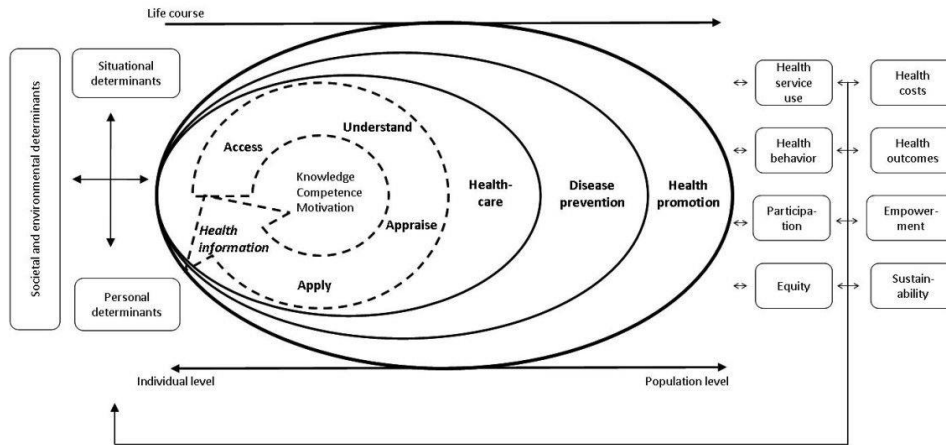 Life course
Societal and environmental determinants
Situational
determinants
Personal
determinants
Access
Understand
Appraise
Apply
Health
information
Knowledge
Competence
Motivation
Health-
care
Disease
prevention
Health
promotion
Health
service
use
Health
costs
Health
behavior
Health
outcomes
Participa-
tion
Empower-
ment
Equity
Sustain-
ability
Individual level
Population level